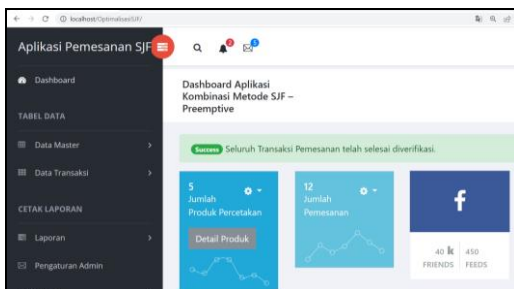 localhost/OptimalisasiSJF/
Aplikasi Pemesanan SJF
2
5
Dashboard
TABEL DATA
Data Master
Data Transaksi
CETAK LAPORAN
Laporan
Pengaturan Admin
Dashboard Aplikasi
Kombinasi Metode SJF –
Preemptive
Success Seluruh Transaksi Pemesanan telah selesai diverifikasi.
5
Jumlah
Produk Percetakan
Detail Produk
12
Jumlah
Pemesanan
f
40 k
FRIENDS
450
FEEDS